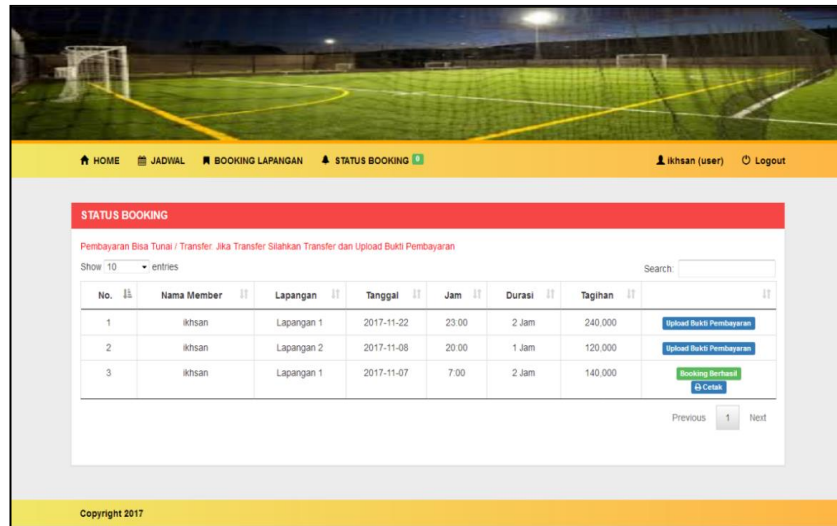 HOME JADWAL BOOKING LAPANGAN STATUS BOOKING 0 ikhsan (user) Logout
STATUS BOOKING
Pembayaran Bisa Tunai / Transfer. Jika Transfer Silahkan Transfer dan Upload Bukti Pembayaran
Show 10 entries Search:
No. Nama Member Lapangan Tanggal Jam Durasi Tagihan
1 ikhsan Lapangan 1 2017-11-22 23:00 2 Jam 240,000 Upload Bukti Pembayaran
2 ikhsan Lapangan 2 2017-11-08 20:00 1 Jam 120,000 Upload Bukti Pembayaran
3 ikhsan Lapangan 1 2017-11-07 7:00 2 Jam 140,000 Booking Berhasil
Cetak
Previous 1 Next
Copyright 2017